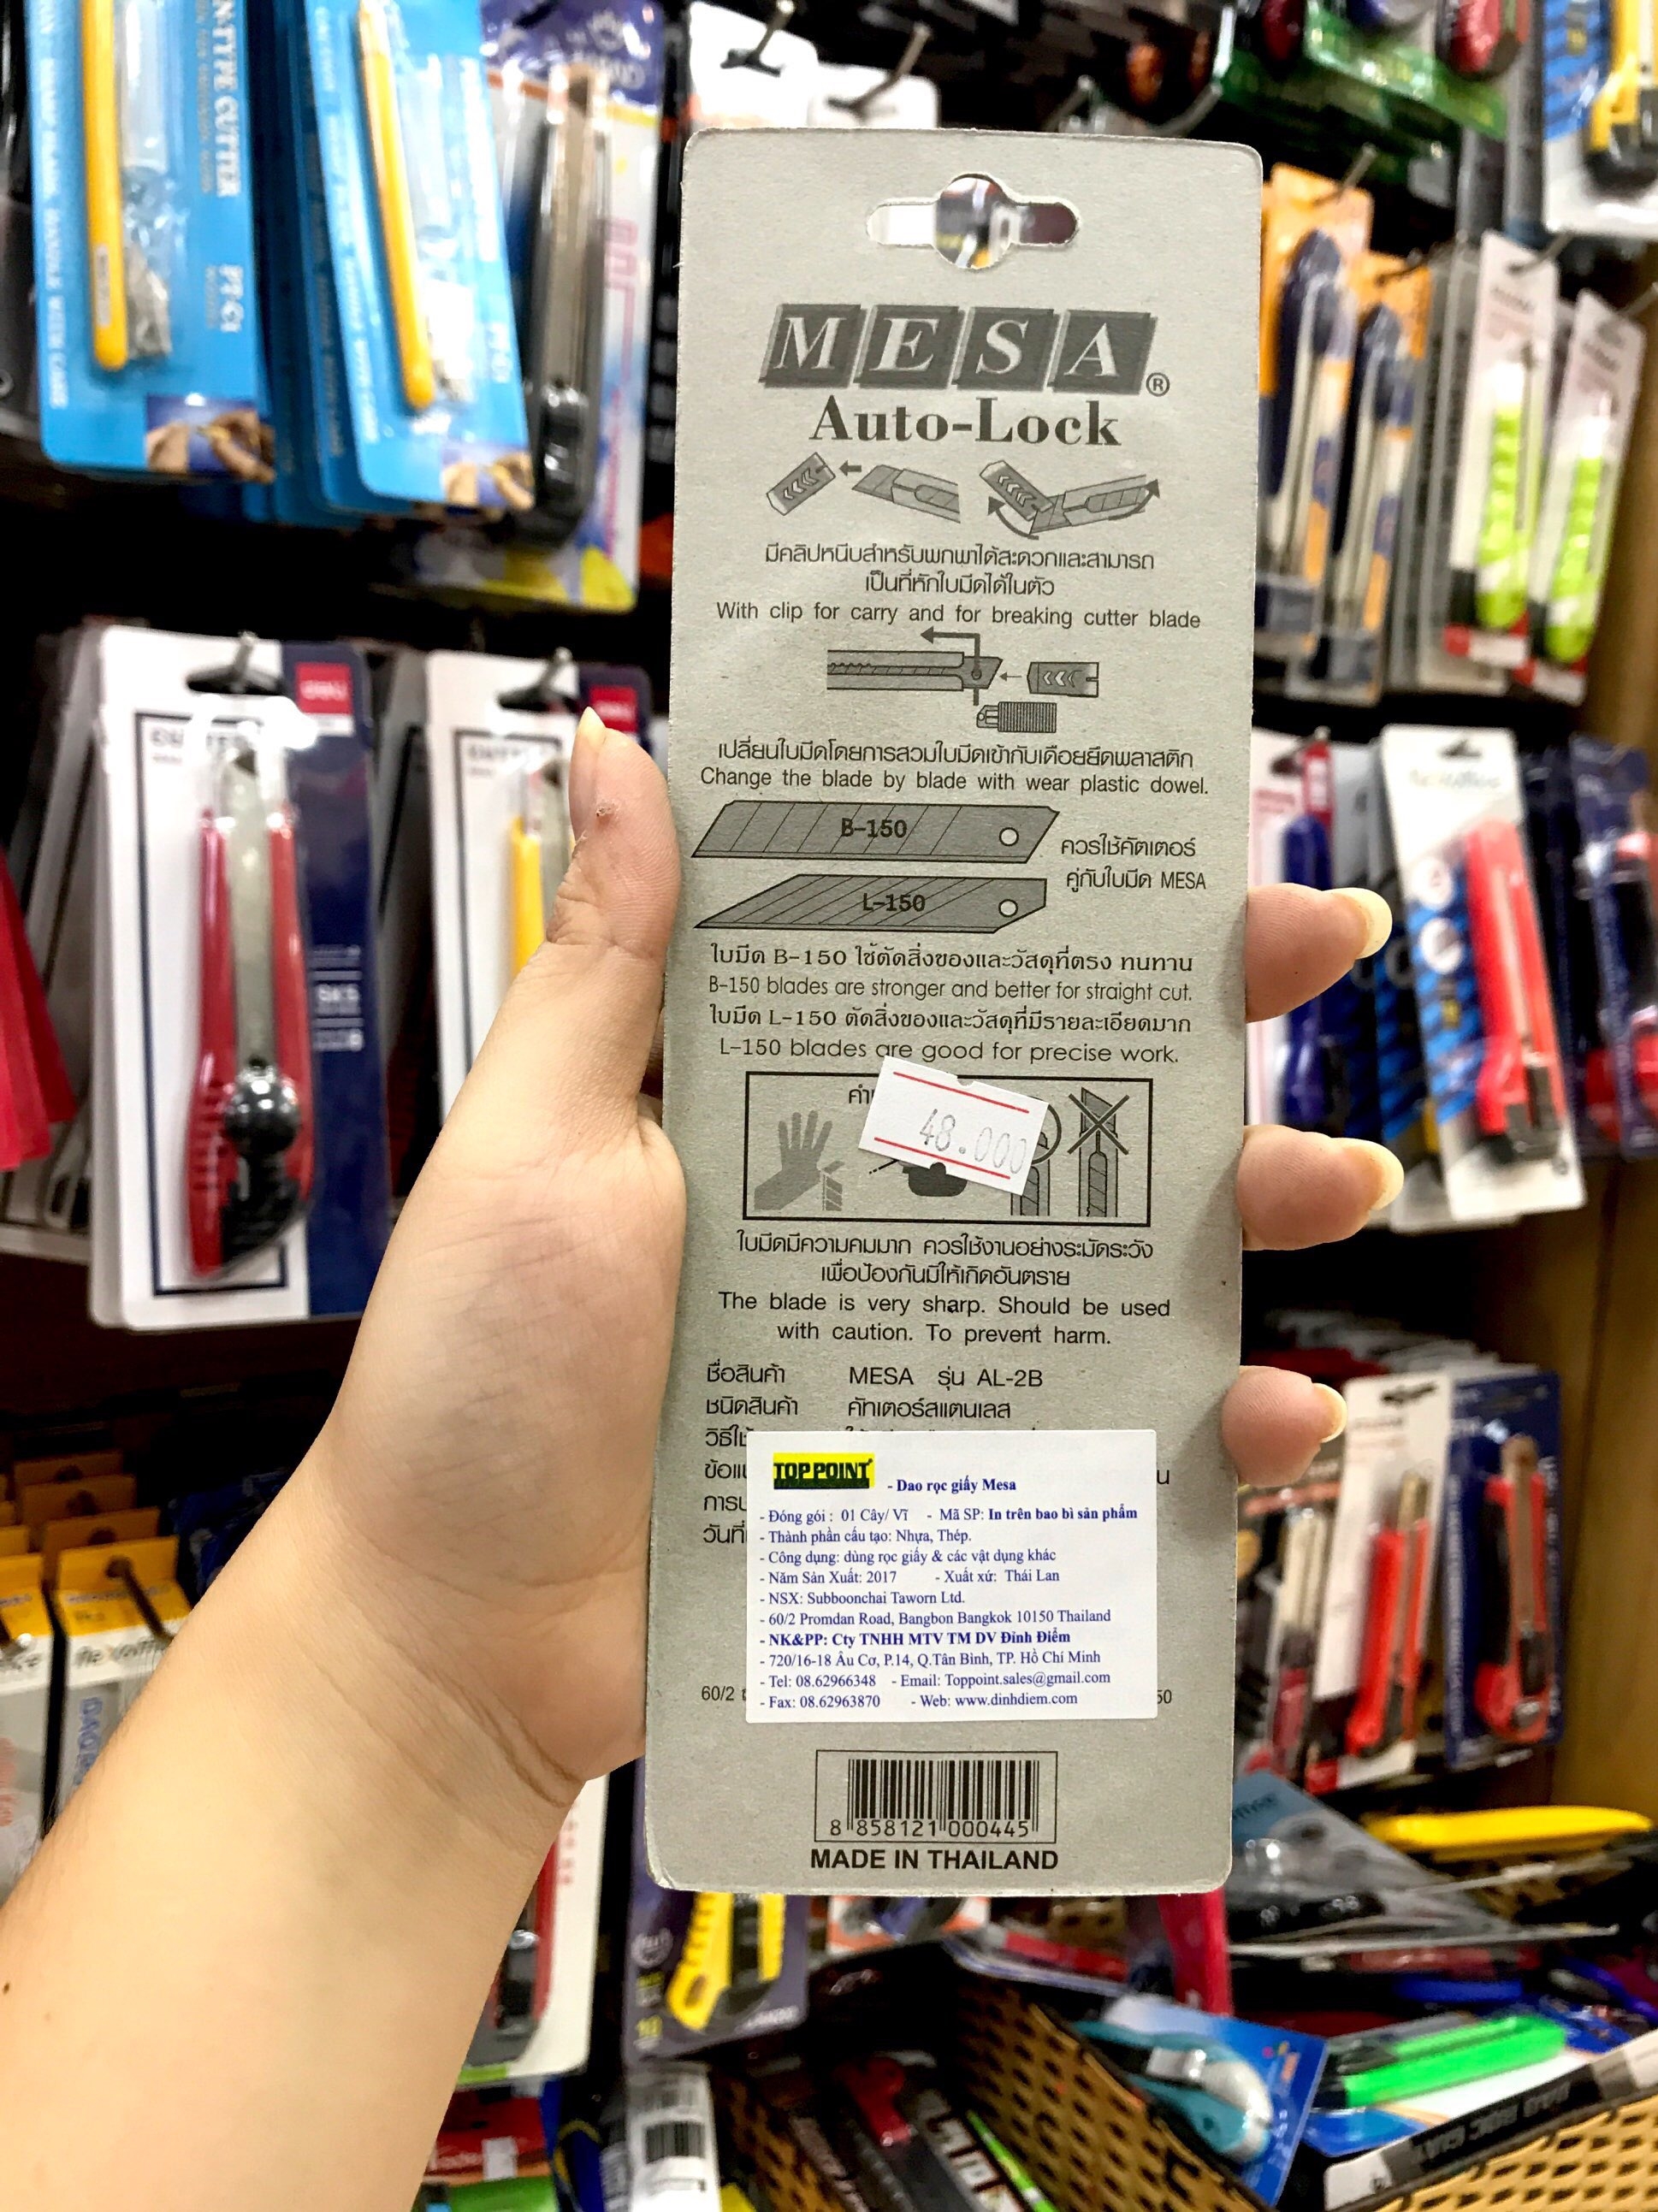 MESA®
Auto-Lock
มีคลิปหนีบสำหรับพกพาได้สะดวกและสามารถ
เป็นที่หักใบมีดได้ในตัว
With clip for carry and for breaking cutter blade
เปลี่ยนใบมีดโดยการสวมใบมีดเข้ากับเดือยยึดพลาสติก
Change the blade by blade with wear plastic dowel.
B-150
ควรใช้คัตเตอร์
คู่กับใบมีด MESA
L-150
ใบมีด B-150 ใช้ตัดสิ่งของและวัสดุที่ตรง ทนทาน
B-150 blades are stronger and better for straight cut.
ใบมีด L-150 ตัดสิ่งของและวัสดุที่มีรายละเอียดมาก
L-150 blades are good for precise work.
48.000
ใบมีดมีความคมมาก ควรใช้งานอย่างระมัดระวัง
เพื่อป้องกันมิให้เกิดอันตราย
The blade is very sharp. Should be used
with caution. To prevent harm.
ชื่อสินค้า MESA รุ่น AL-2B
ชนิดสินค้า คัทเตอร์สแตนเลส
TOP POINT - Dao rọc giấy Mesa
- Đóng gói : 01 Cây/ Vĩ - Mã SP: In trên bao bì sản phẩm
- Thành phần cấu tạo: Nhựa, Thép.
- Công dụng: dùng rọc giấy & các vật dụng khác
- Năm Sản Xuất: 2017 - Xuất xứ: Thái Lan
- NSX: Subboonchai Taworn Ltd.
- 60/2 Promdan Road, Bangbon Bangkok 10150 Thailand
- NK&PP: Cty TNHH MTV TM DV Đỉnh Điểm
- 720/16-18 Âu Cơ, P.14, Q.Tân Bình, TP. Hồ Chí Minh
- Tel: 08.62966348 - Email: Toppoint.sales@gmail.com
- Fax: 08.62963870 - Web: www.dinhdiem.com
60/2
8 858121 000445
MADE IN THAILAND